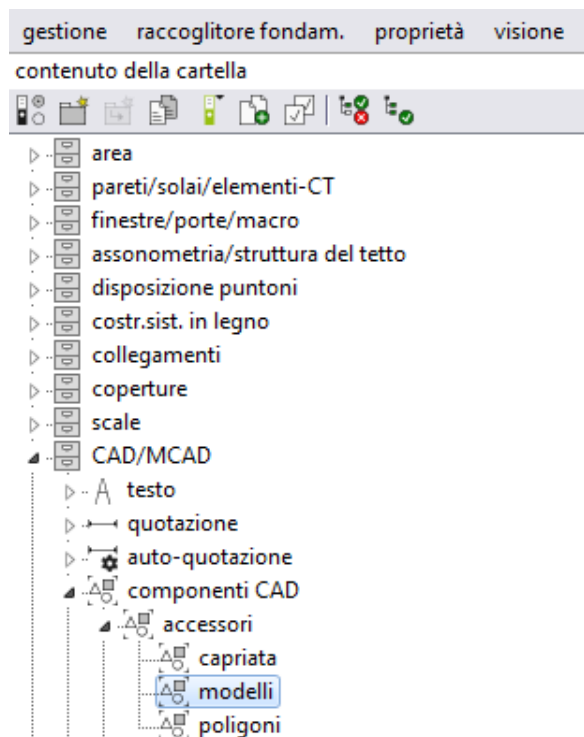 gestione raccoglitore fondam. proprietà visione
contenuto della cartella
area
pareti/solai/elementi-CT
finestre/porte/macro
assonometria/struttura del tetto
disposizione puntoni
costr.sist. in legno
collegamenti
coperture
scale
CAD/MCAD
testo
quotazione
auto-quotazione
componenti CAD
accessori
capriata
modelli
poligoni